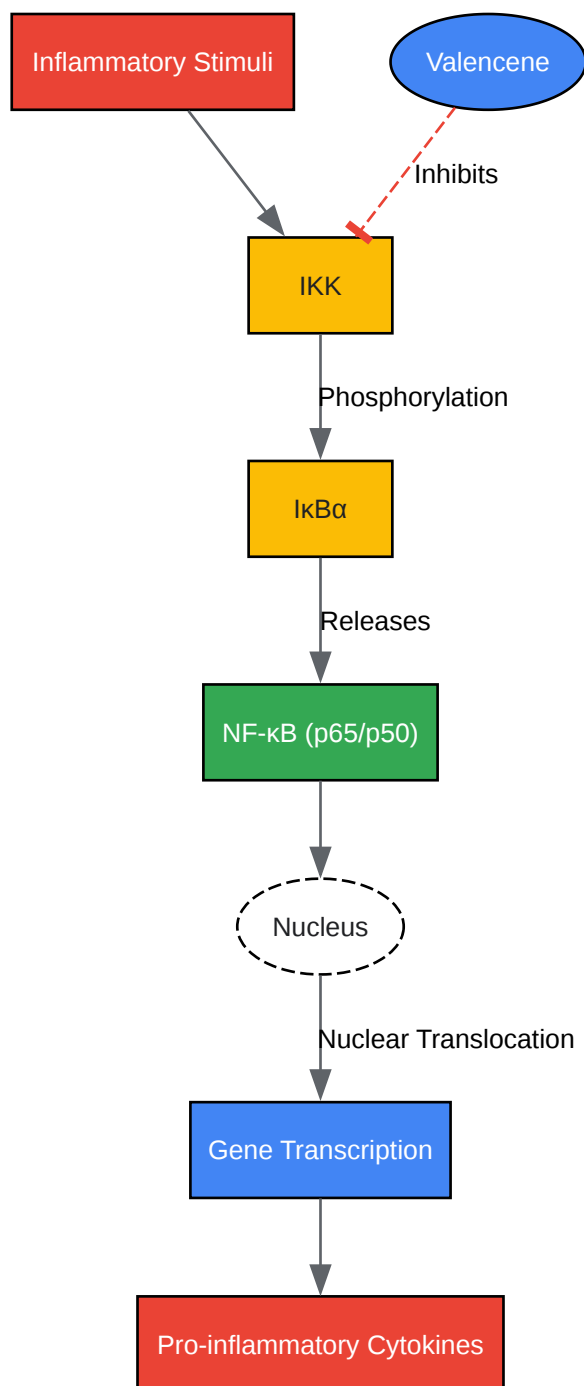 Inflammatory Stimuli
Valencene
Inhibits
IKK
Phosphorylation
IκBα
Releases
NF-κB (p65/p50)
Nucleus
Nuclear Translocation
Gene Transcription
Pro-inflammatory Cytokines